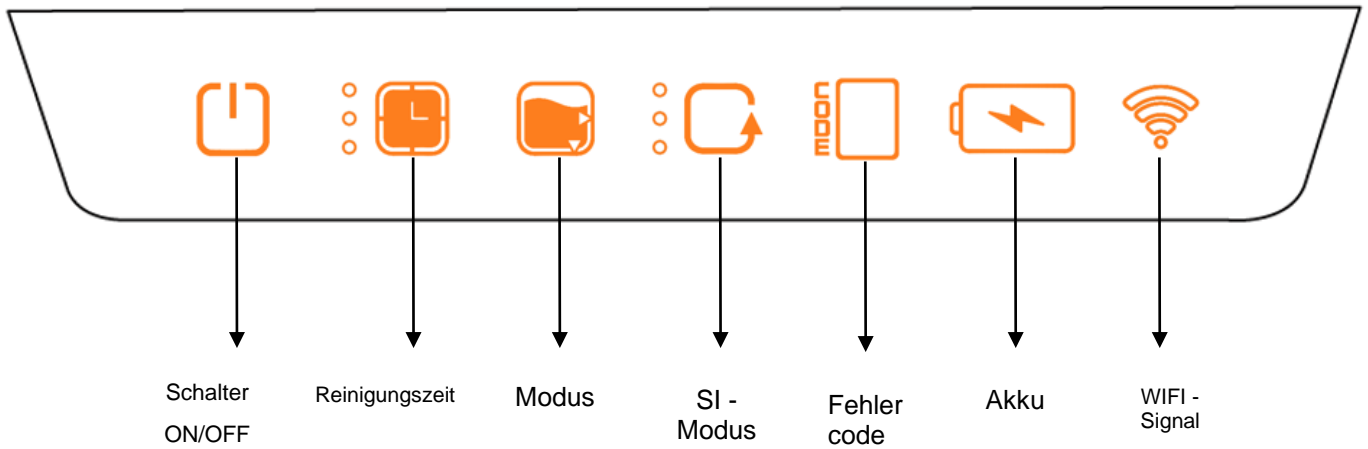 CODE
Schalter
ON/OFF
Reinigungszeit
Modus
SI -
Modus
Fehler
code
Akku
WIFI -
Signal